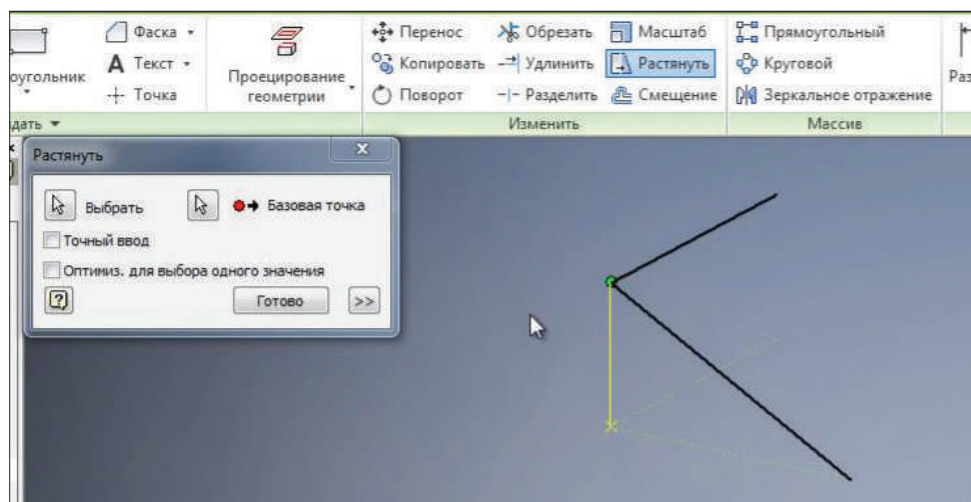 Фаска
Перенос
Обрезать
Масштаб
Прямоугольный
Текст
Копировать
Удлинить
Растянуть
Круговой
Точка
Проецирование
геометрии
Поворот
Разделить
Смещение
Зеркальное отражение
Изменить
Массив
Растянуть
Выбрать
Базовая точка
Точный ввод
Оптимиз. для выбора одного значения
Готово
>>